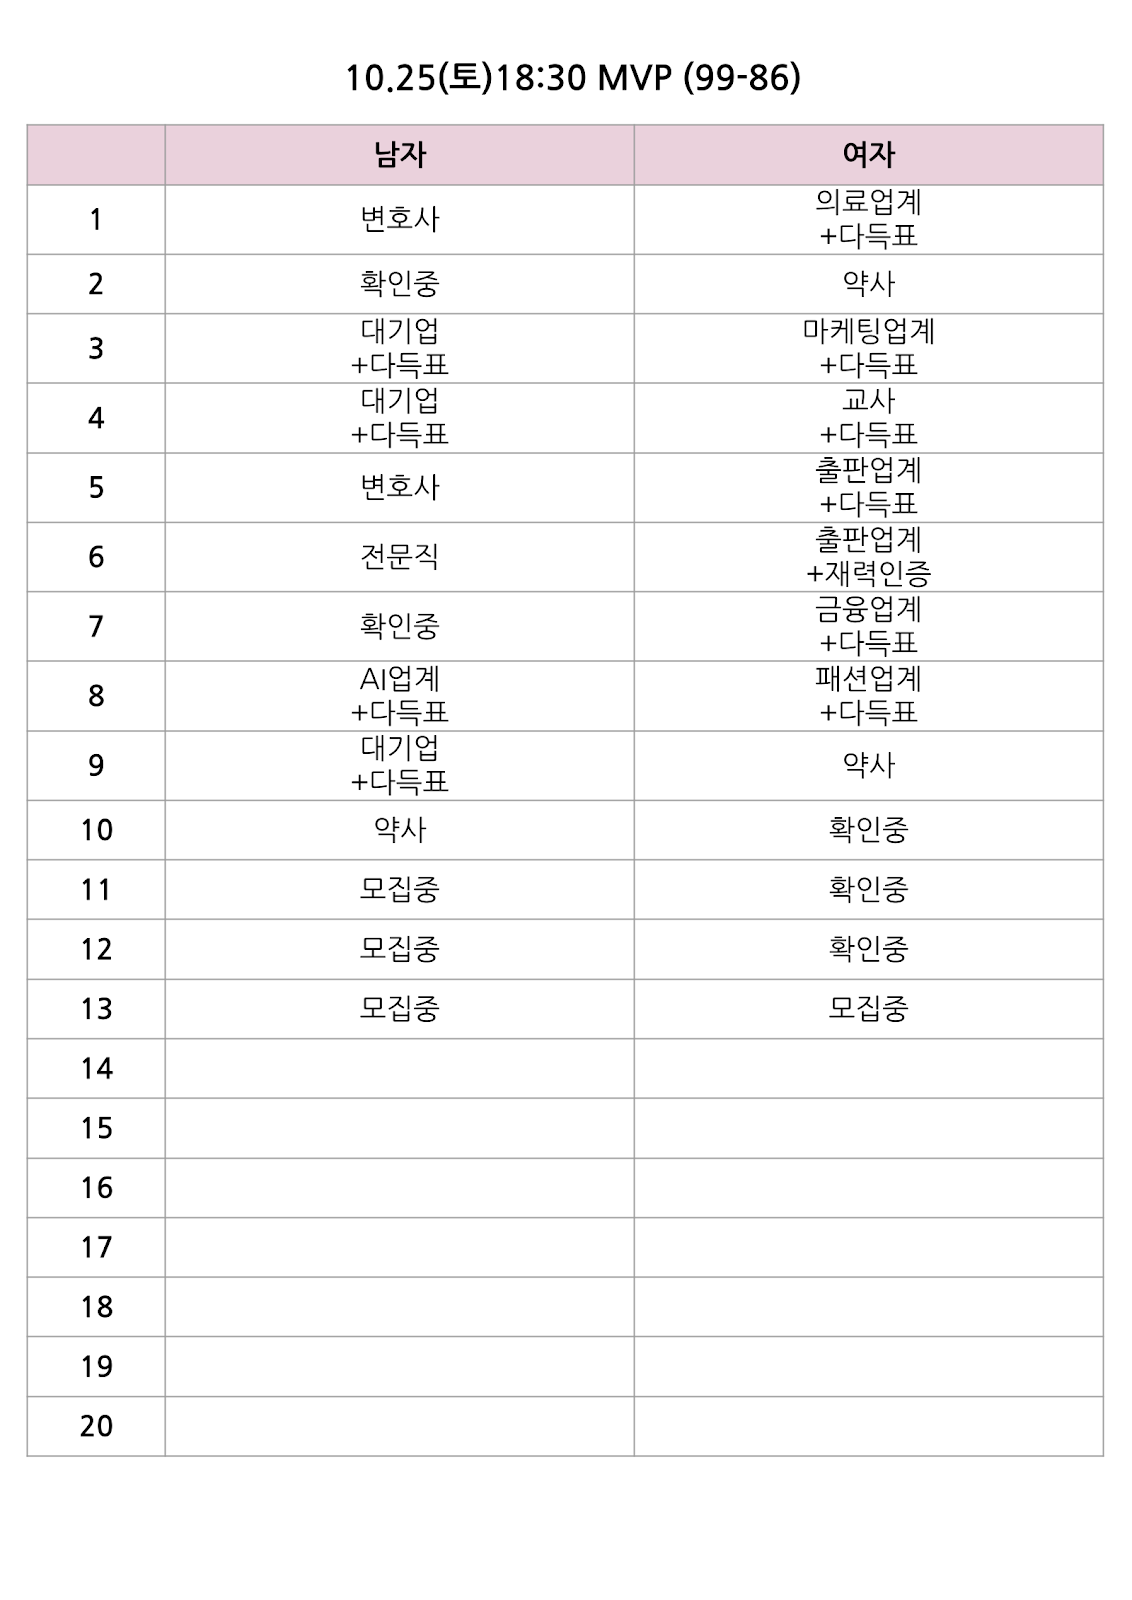 10.25(토)18:30 MVP (99-86)
남자 여자
1 변호사 의료업계
+다득표
2 확인중 약사
3 대기업 마케팅업계
+다득표 +다득표
4 대기업 교사
+다득표 +다득표
5 변호사 출판업계
+다득표
6 전문직 출판업계
+재력인증
7 확인중 금융업계
+다득표
8 AI업계 패션업계
+다득표 +다득표
9 대기업 약사
+다득표
10 약사 확인중
11 모집중 확인중
12 모집중 확인중
13 모집중 모집중
14
15
16
17
18
19
20